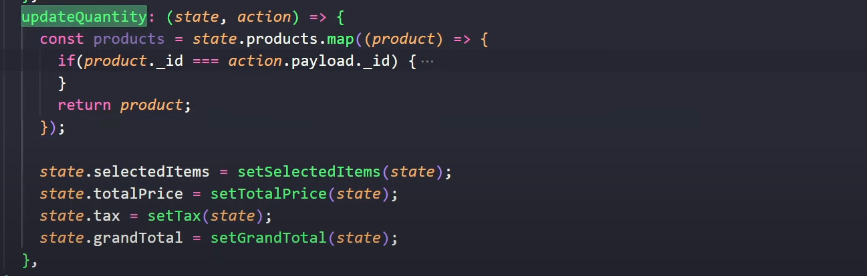 updateQuantity: (state, action) => {
const products = state.products.map((product) => {
if(product._id === action.payload._id) { ···
}
return product;
});
state.selectedItems = setSelectedItems(state);
state.totalPrice = setTotalPrice(state);
state.tax = setTax(state);
state.grandTotal = setGrandTotal(state);
},